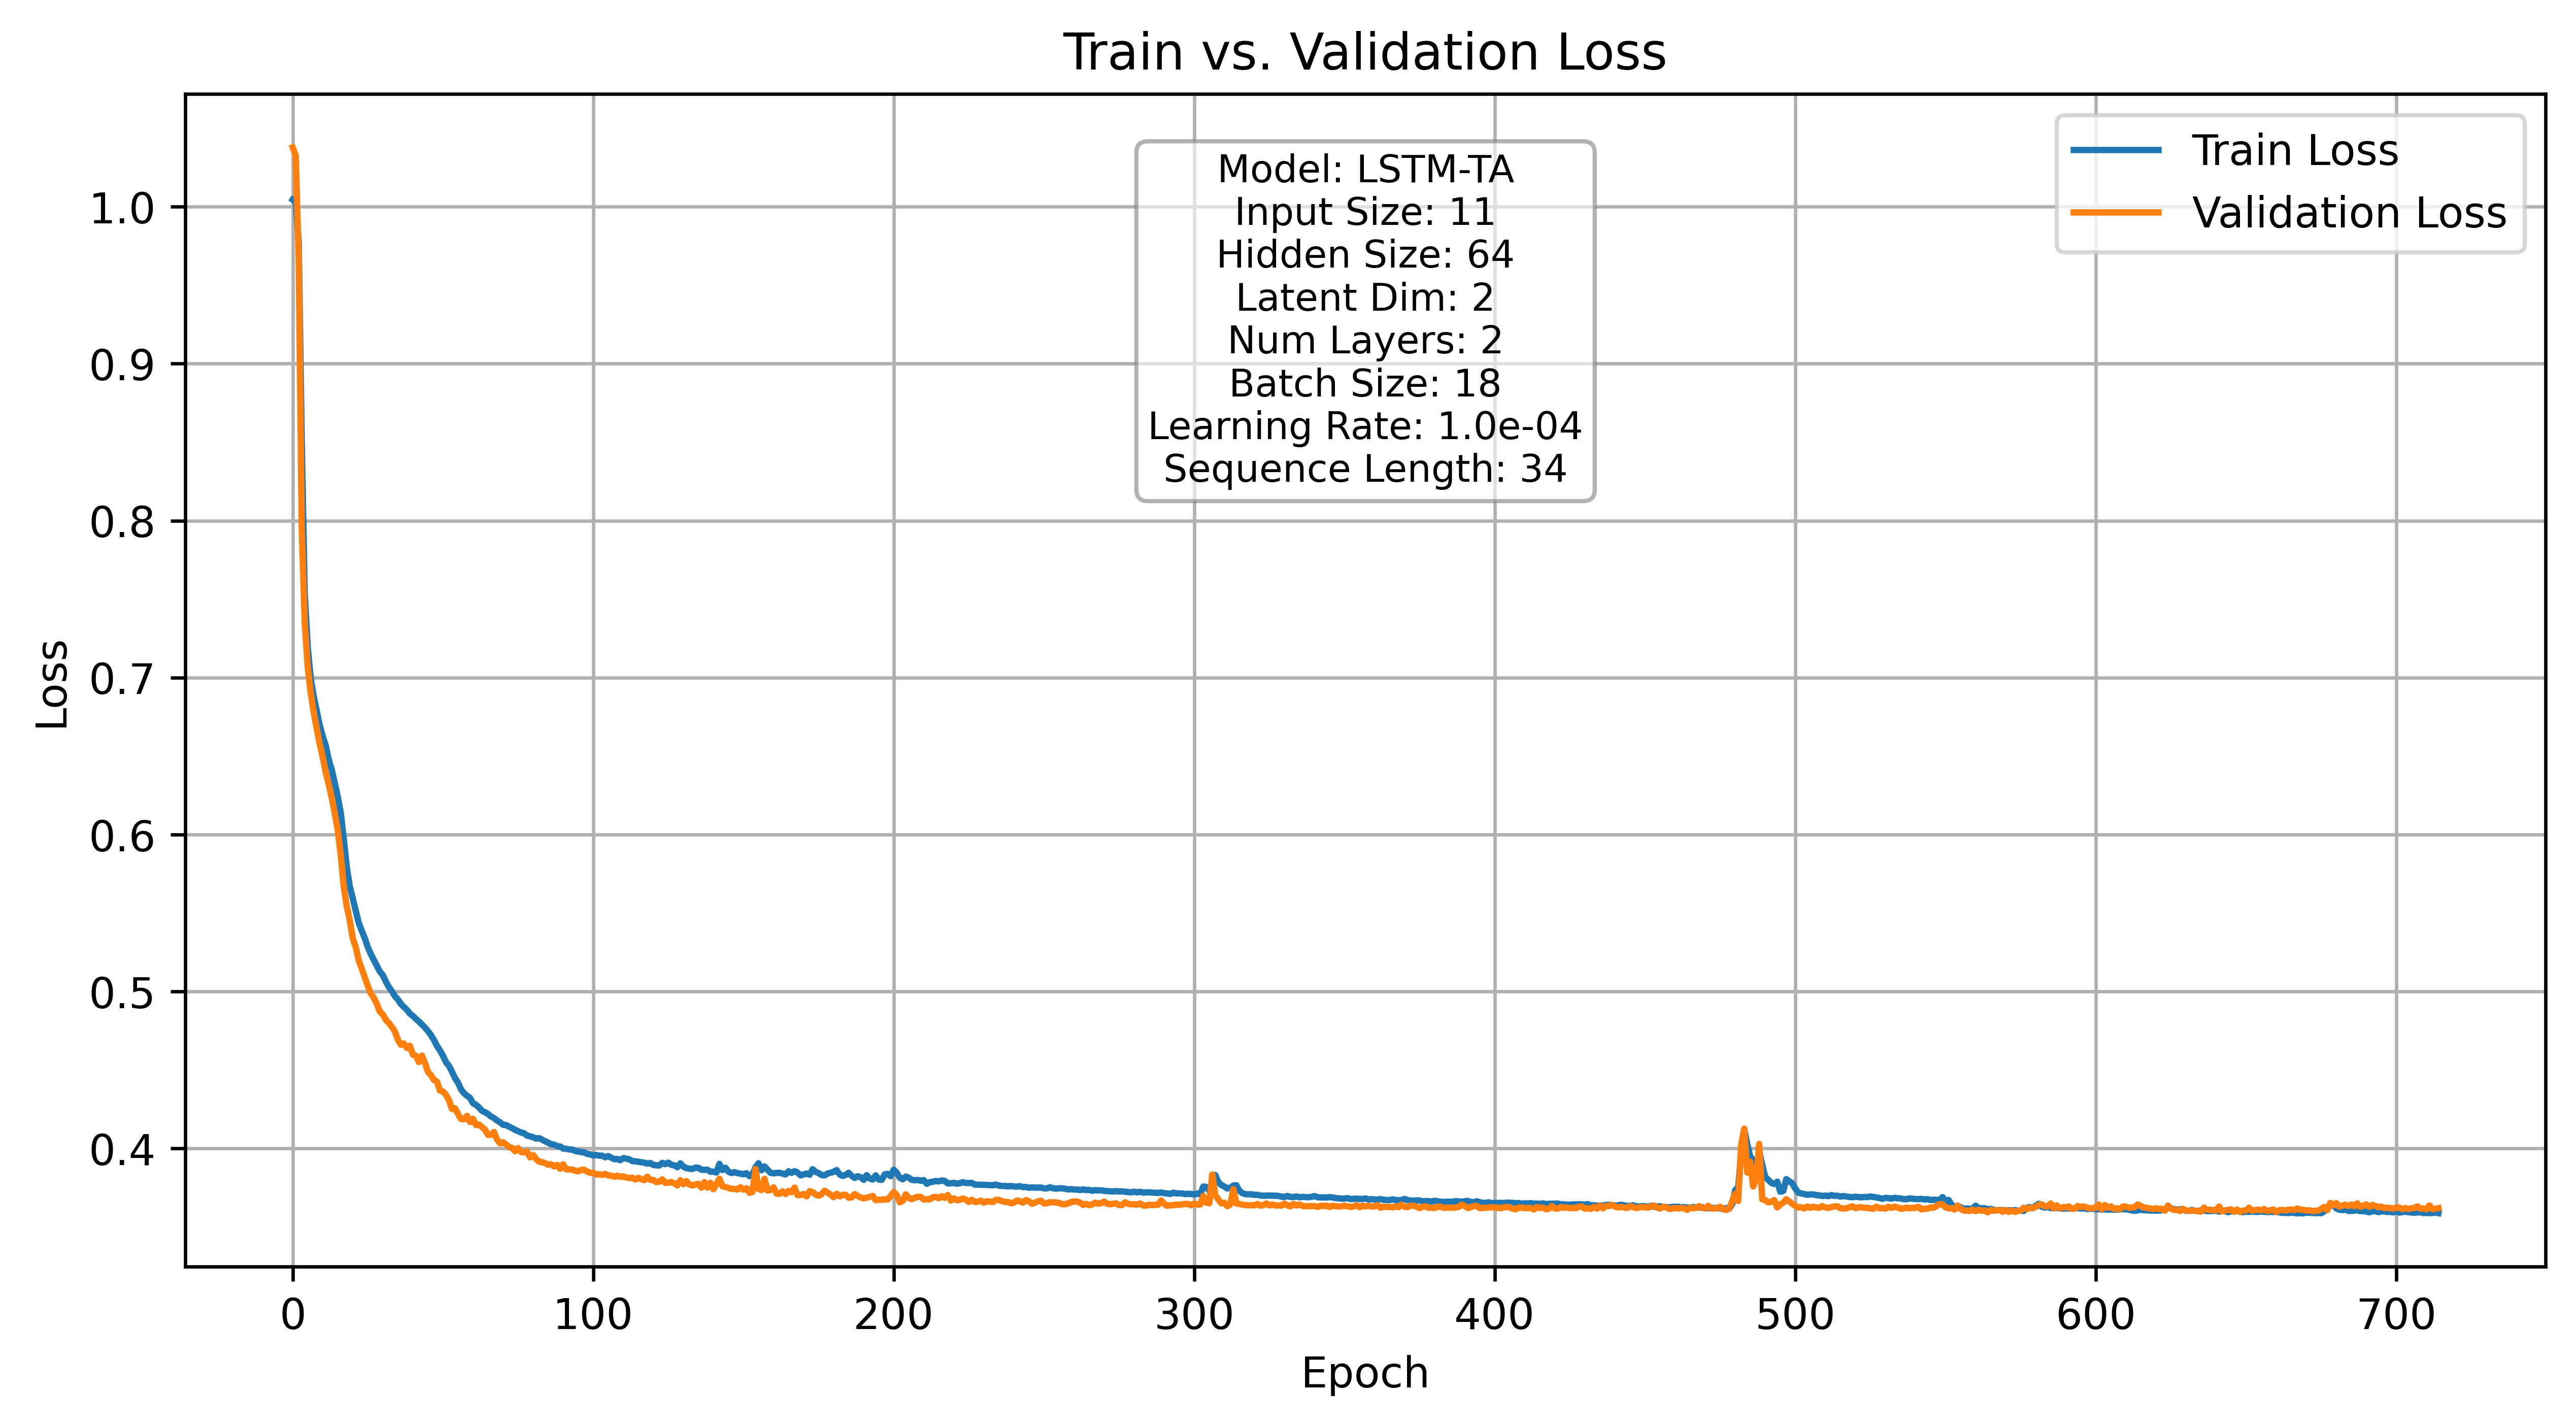 Train vs. Validation Loss
Train Loss
Validation Loss
Model: LSTM-TA
Input Size: 11
Hidden Size: 64
Latent Dim: 2
Num Layers: 2
Batch Size: 18
Learning Rate: 1.0e-04
Sequence Length: 34
Loss
1.0
0.9
0.8
0.7
0.6
0.5
0.4
0 100 200 300 400 500 600 700
Epoch